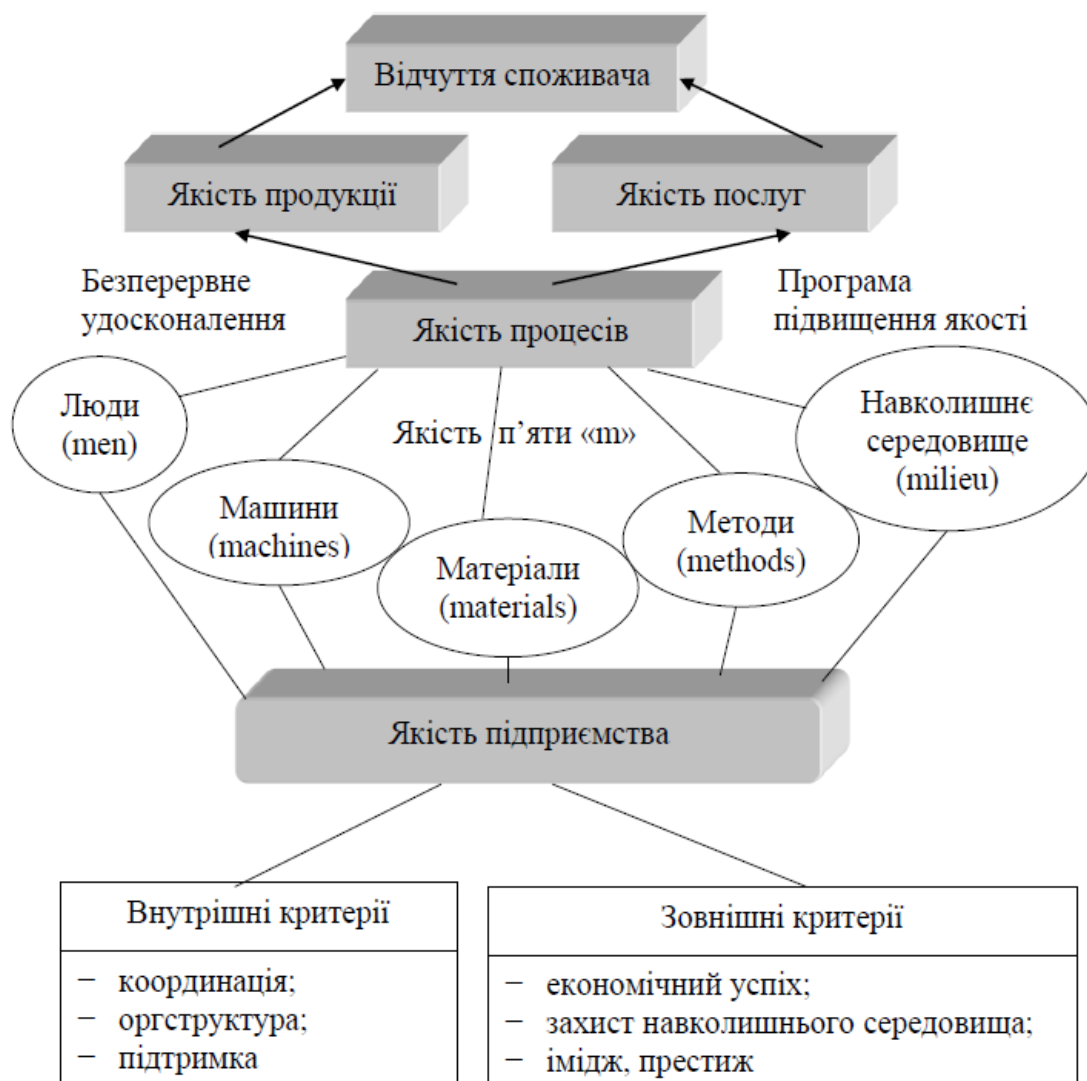 Відчуття споживача
Якість продукції
Якість послуг
Безперервне
удосконалення
Програма
підвищення якості
Якість процесів
Люди
(men)
Якість п’яти «m»
Навколишнє
середовище
(milieu)
Машини
(machines)
Матеріали
(materials)
Методи
(methods)
Якість підприємства
Внутрішні критерії
− координація;
− оргструктура;
− підтримка
Зовнішні критерії
− економічний успіх;
− захист навколишнього середовища;
− імідж, престиж